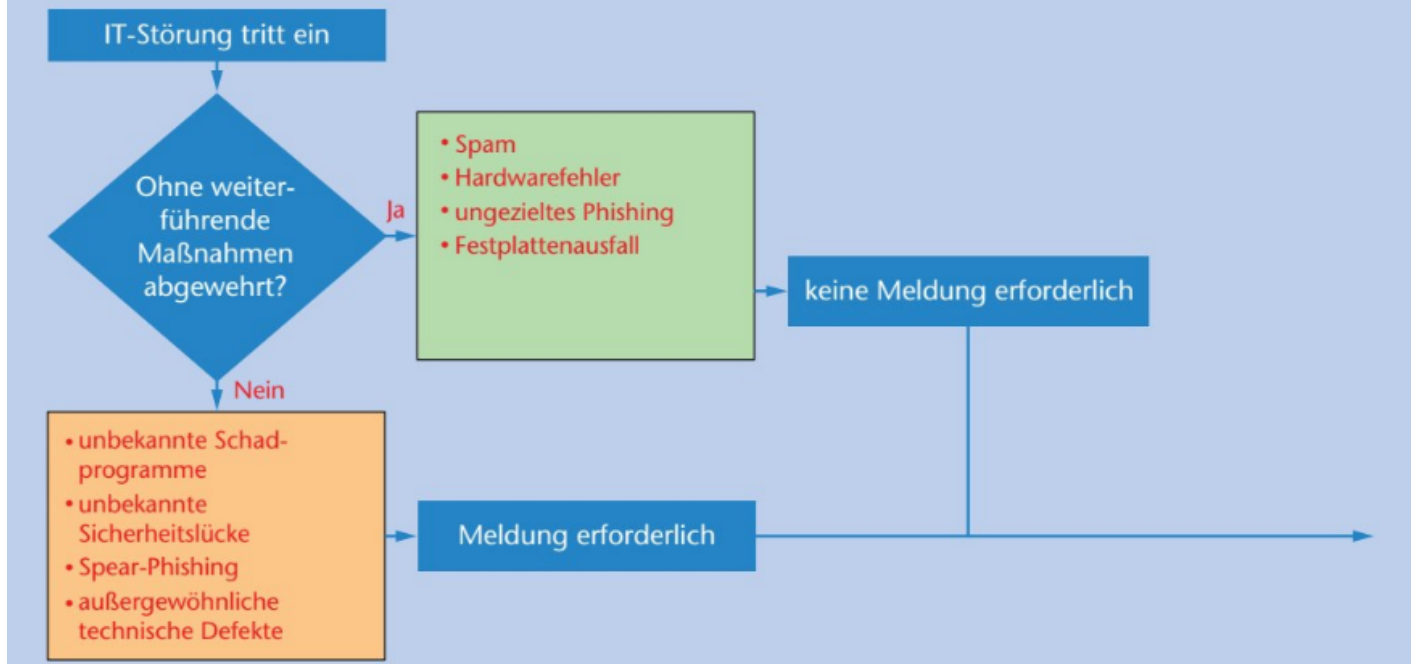 IT-Störung tritt ein
Ohne weiter-
führende
Maßnahmen
abgewehrt?
Ja
• Spam
• Hardwarefehler
• ungezieltes Phishing
• Festplattenausfall
keine Meldung erforderlich
Nein
• unbekannte Schad-
programme
• unbekannte
Sicherheitslücke
• Spear-Phishing
• außergewöhnliche
technische Defekte
Meldung erforderlich